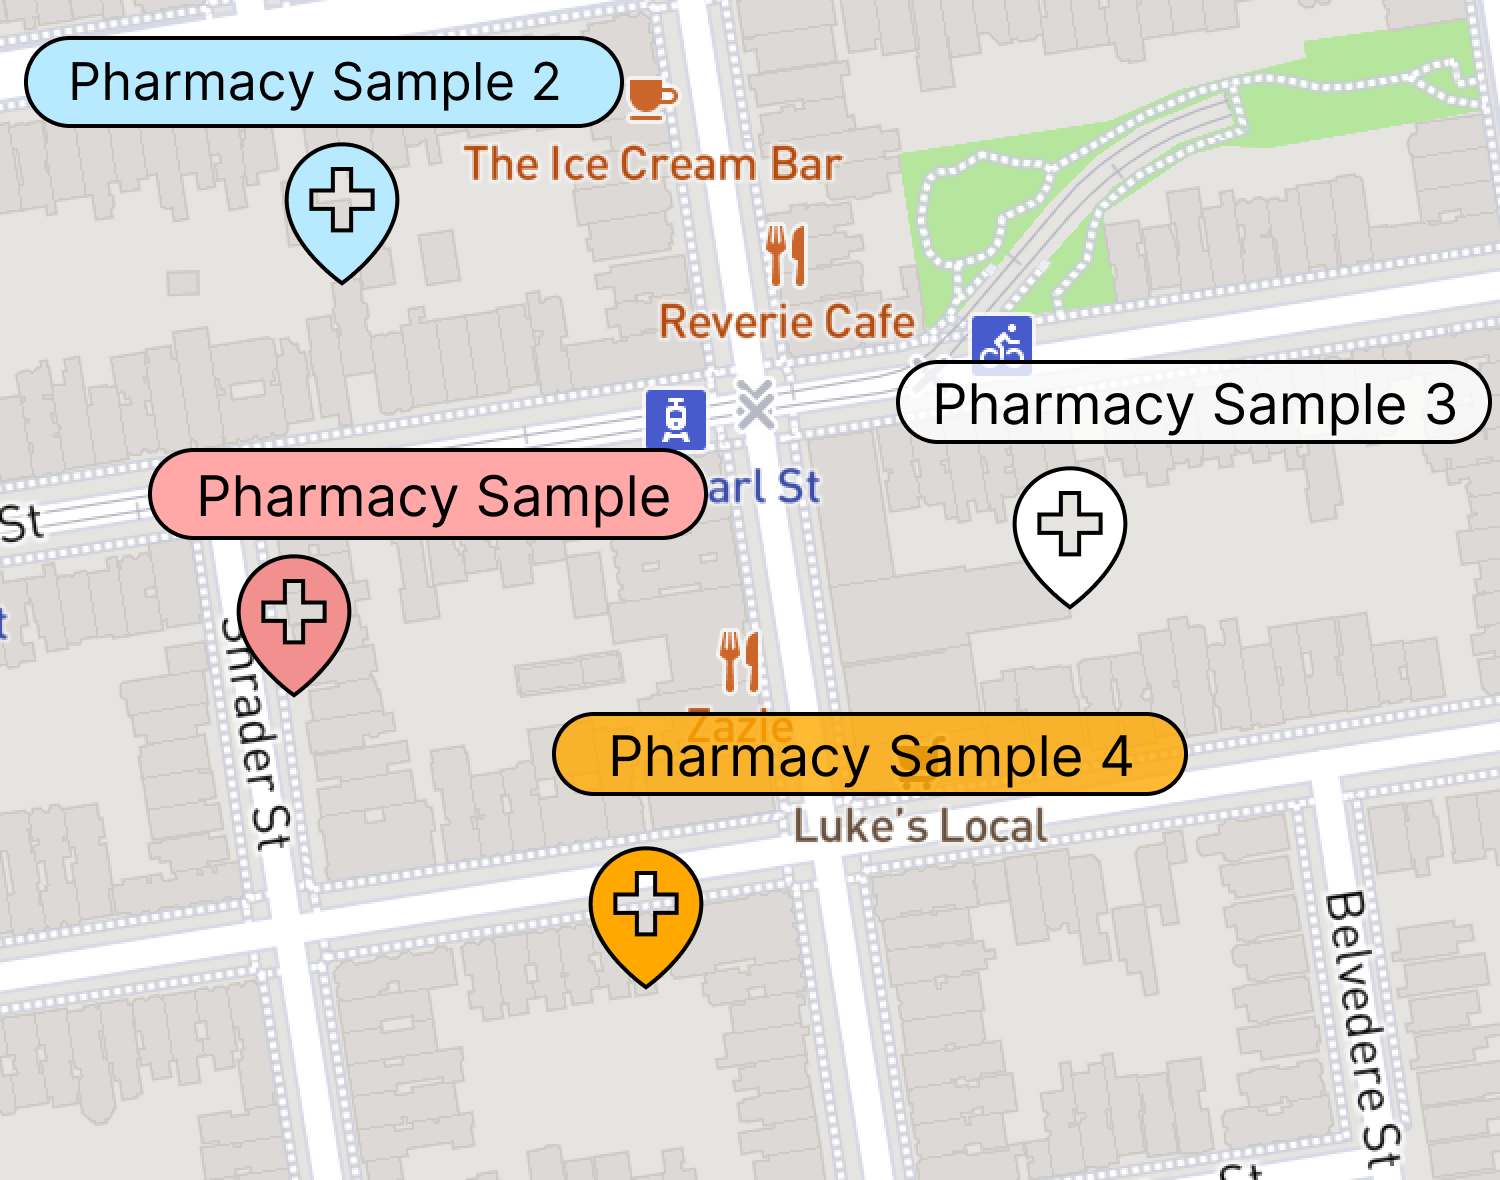 Pharmacy Sample 2
The Ice Cream Bar
Reverie Cafe
Pharmacy Sample 3
Pharmacy Sample
arl St
St
t
Shrader St
Zazie
Pharmacy Sample 4
Luke's Local
Belvedere St